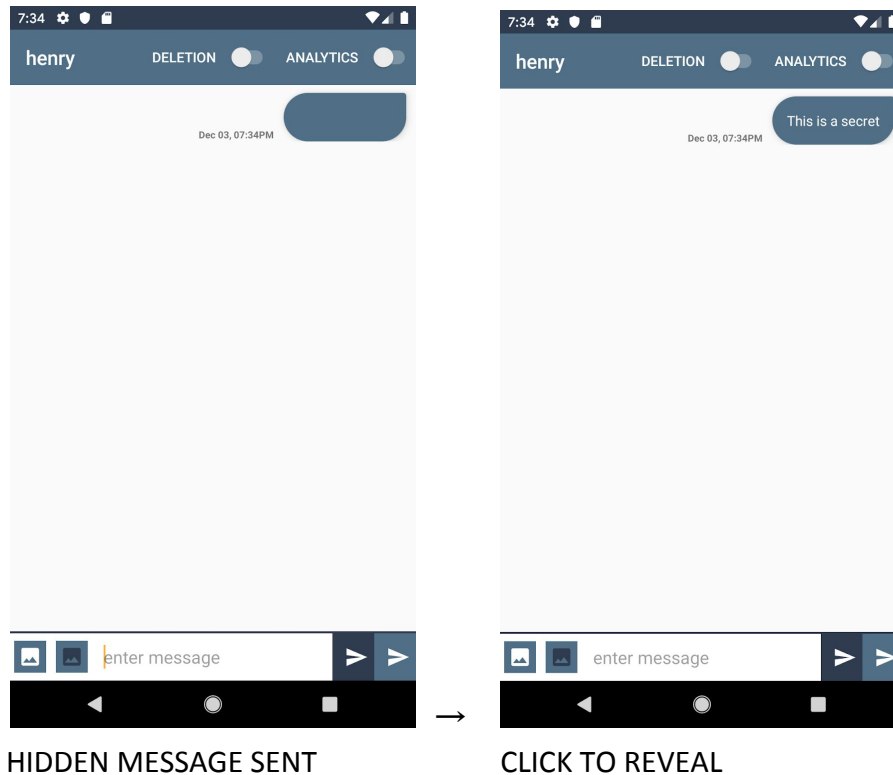 7:34
henry DELETION ANALYTICS
Dec 03, 07:34PM
enter message
HIDDEN MESSAGE SENT
→
7:34
henry DELETION ANALYTICS
This is a secret
Dec 03, 07:34PM
enter message
CLICK TO REVEAL